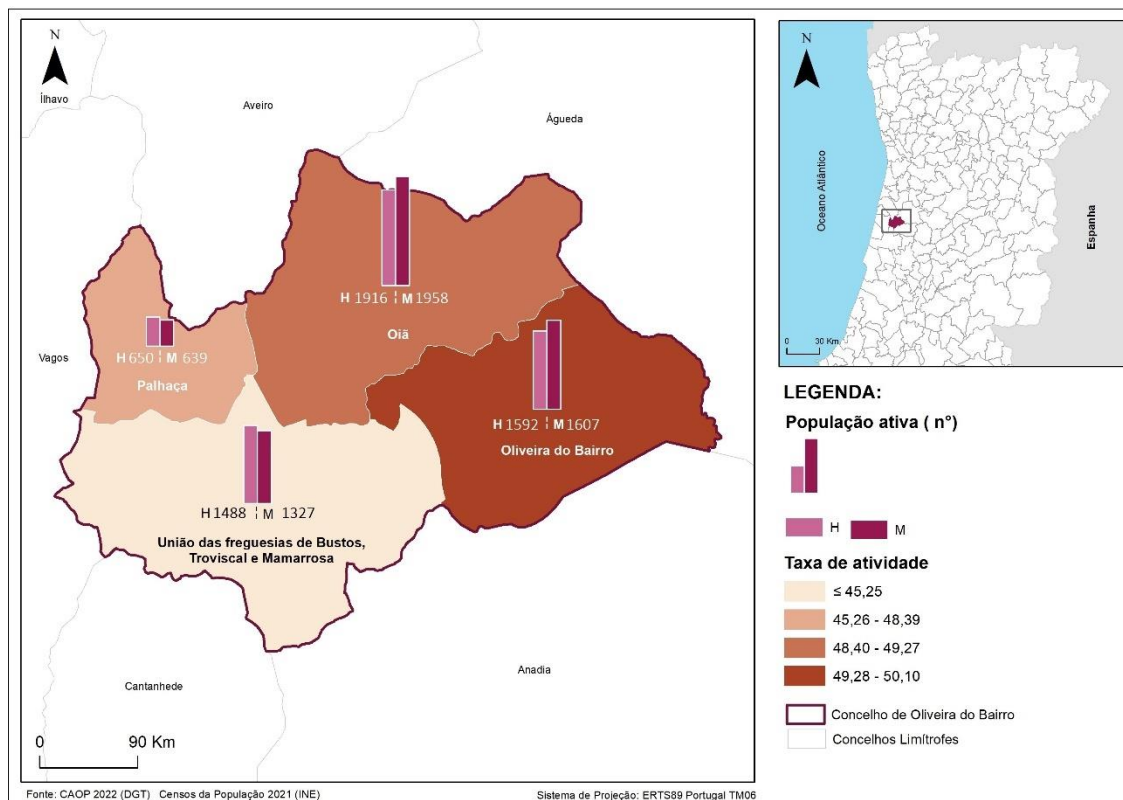 N
Ílhavo
Aveiro
Águeda
H 1916 M 1958
Oiã
H 650 M 639
Vagos
Palhaça
H 1592 M 1607
Oliveira do Bairro
H 1488 M 1327
União das freguesias de Bustos,
Troviscal e Mamarrosa
Anadia
Cantanhede
0 90 Km
Fonte: CAOP 2022 (DGT) Censos da População 2021 (INE)
Sistema de Projeção: ERTS89 Portugal TM06
N
Oceano Atlântico
Espanha
0 30 Km
LEGENDA:
População ativa ( n°)
H M
Taxa de atividade
≤ 45,25
45,26 - 48,39
48,40 - 49,27
49,28 - 50,10
Concelho de Oliveira do Bairro
Concelhos Limítrofes